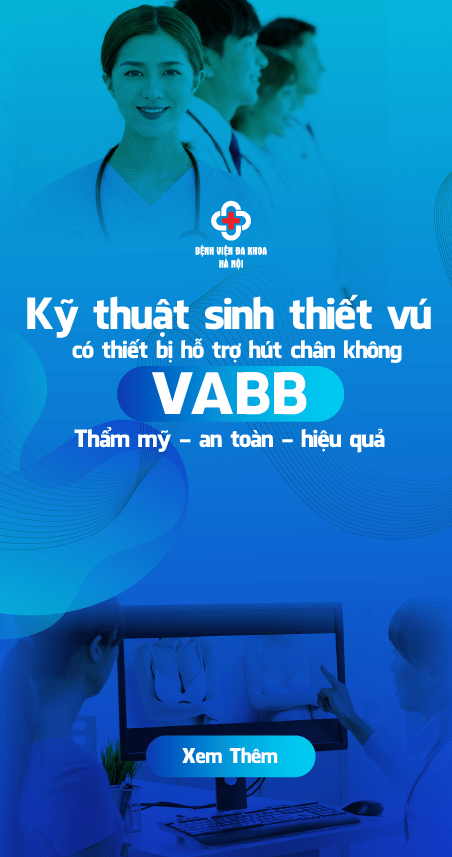 BỆNH VIỆN ĐA KHOA
HÀ NỘI
Kỹ thuật sinh thiết vú
có thiết bị hỗ trợ hút chân không
VABB
Thẩm mỹ – an toàn – hiệu quả
Xem Thêm